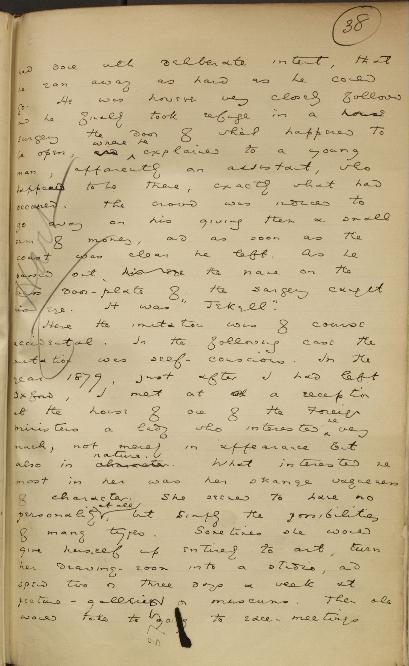 38
done with deliberate intent, that
ran away as hard as he could
go. He was however very closely followed
he finally took refuge in a house
surgery the door of which happened to
be open, and where he explained to a young
man, apparently an assistant, who
happened to be there, exactly what had
occurred. The crowd was induced to
go away on his giving them a small
sum of money, and as soon as the
coast was clear he left. As he
passed out, the name on the
brass door-plate of the surgery caught
his eye. It was "Jekyll".
Here the imitation was of course
accidental. In the following case the
imitation was self-conscious. In the
year 1879, just after I had left
Oxford, I met at a reception
at the house of one of the Foreign
ministers a lady who interested me very
much, not merely in appearance but
also in character. nature. What interested me
most in her was her strange vagueness
of character. She seemed to have no
personality at all, but simply the possibilities
of many types. Sometimes she would
give herself up entirely to art, turn
her drawing-room into a studio, and
spend two or three days a week at
picture-galleries or museums. Then she
would take to going to race-meetings